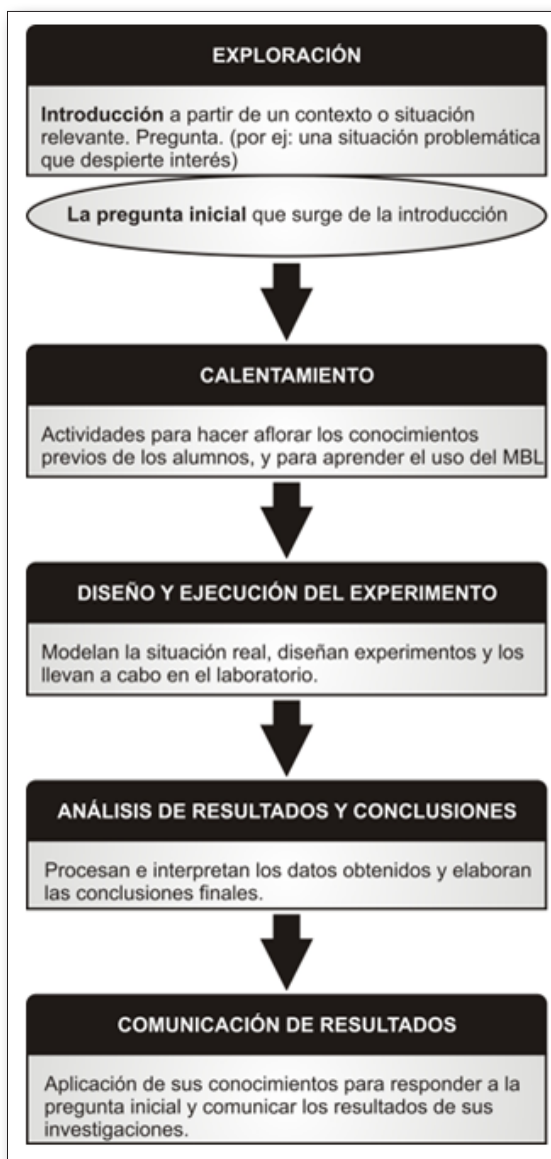 EXPLORACIÓN
Introducción a partir de un contexto o situación
relevante. Pregunta. (por ej: una situación problemática
que despierte interés)
La pregunta inicial que surge de la introducción
CALENTAMIENTO
Actividades para hacer aflorar los conocimientos
previos de los alumnos, y para aprender el uso del MBL
DISEÑO Y EJECUCIÓN DEL EXPERIMENTO
Modelan la situación real, diseñan experimentos y los
llevan a cabo en el laboratorio.
ANÁLISIS DE RESULTADOS Y CONCLUSIONES
Procesan e interpretan los datos obtenidos y elaboran
las conclusiones finales.
COMUNICACIÓN DE RESULTADOS
Aplicación de sus conocimientos para responder a la
pregunta inicial y comunicar los resultados de sus
investigaciones.